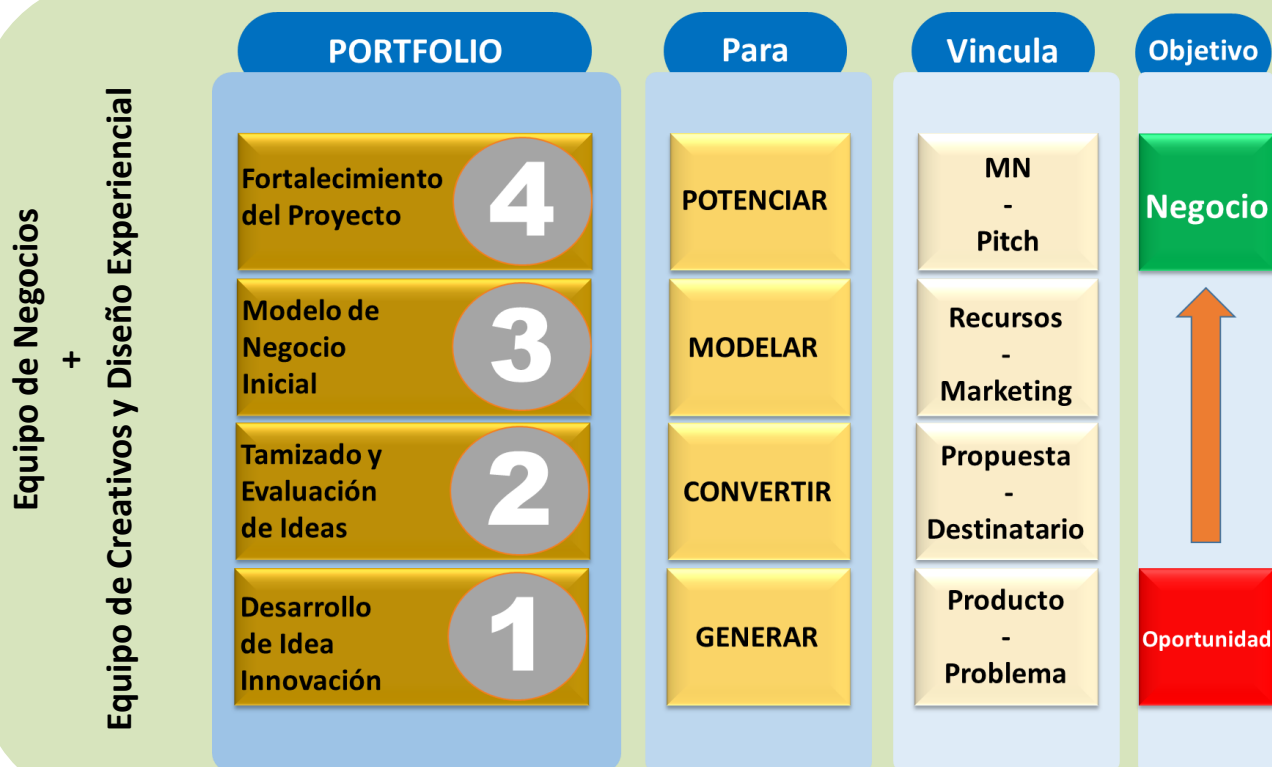 PORTFOLIO
Para
Vincula
Objetivo
Equipo de Negocios
+
Equipo de Creativos y Diseño Experiencial
Fortalecimiento
del Proyecto
4
POTENCIAR
MN
-
Pitch
Negocio
Modelo de
Negocio
Inicial
3
MODELAR
Recursos
-
Marketing
Tamizado y
Evaluación
de Ideas
2
CONVERTIR
Propuesta
-
Destinatario
Desarrollo
de Idea
Innovación
1
GENERAR
Producto
-
Problema
Oportunidad